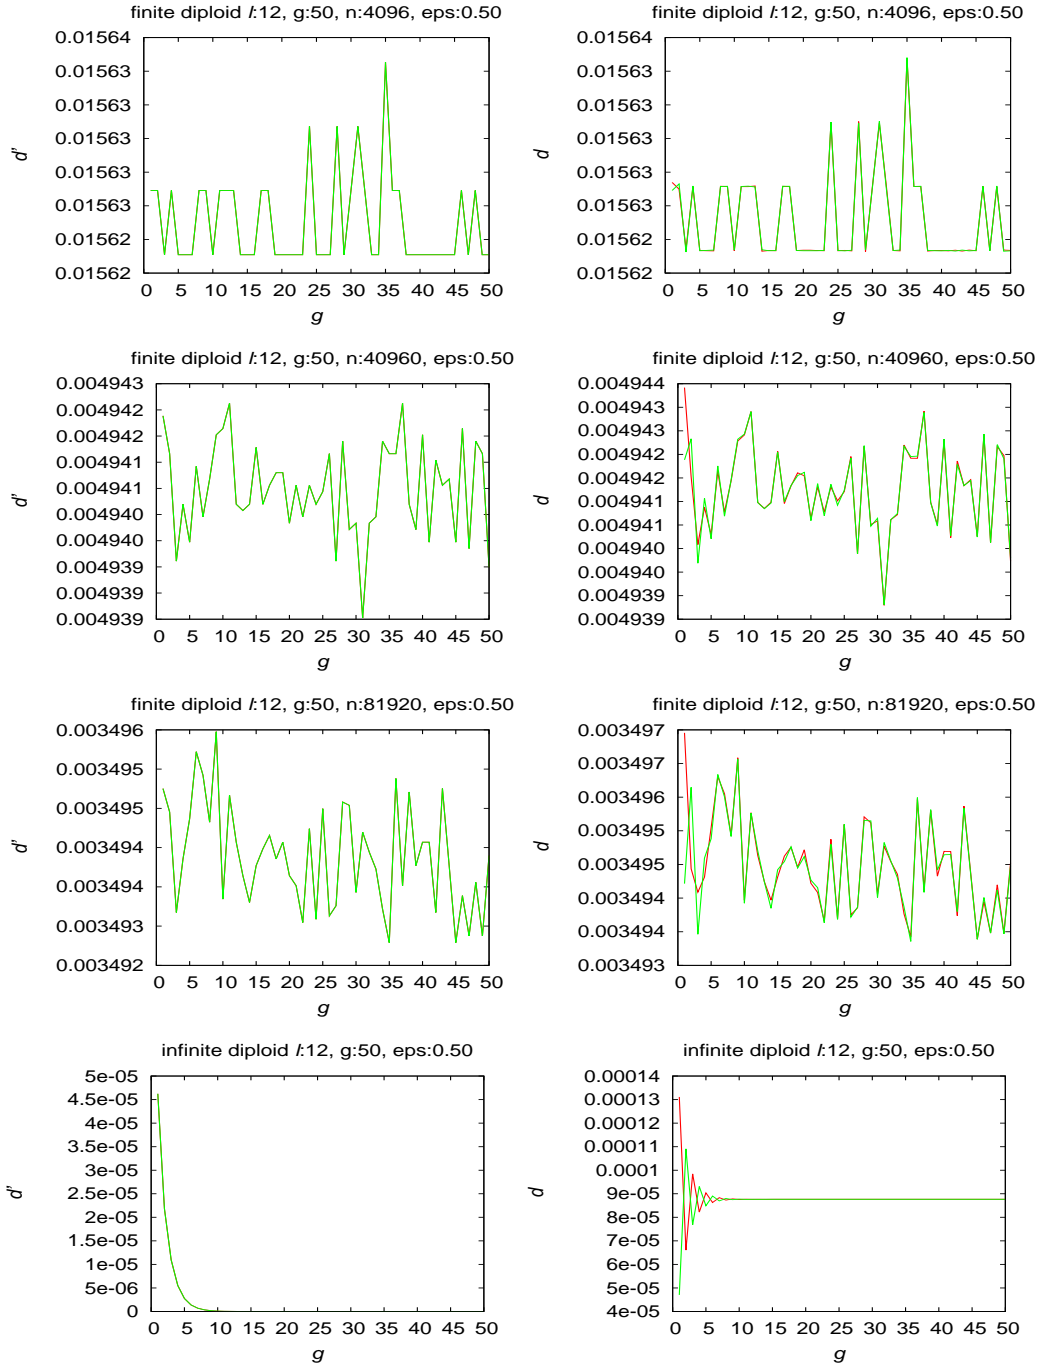 finite diploid l:12, g:50, n:4096, eps:0.50
0.01564
0.01563
0.01563
0.01563
0.01563
0.01563
0.01562
0.01562
d'
0 5 10 15 20 25 30 35 40 45 50
g
finite diploid l:12, g:50, n:4096, eps:0.50
0.01564
0.01563
0.01563
0.01563
0.01563
0.01563
0.01562
0.01562
d
0 5 10 15 20 25 30 35 40 45 50
g
finite diploid l:12, g:50, n:40960, eps:0.50
0.004943
0.004942
0.004942
0.004941
0.004941
0.004940
0.004940
0.004939
0.004939
0.004939
d'
0 5 10 15 20 25 30 35 40 45 50
g
finite diploid l:12, g:50, n:40960, eps:0.50
0.004944
0.004943
0.004943
0.004942
0.004942
0.004941
0.004941
0.004940
0.004940
0.004939
0.004939
d
0 5 10 15 20 25 30 35 40 45 50
g
finite diploid l:12, g:50, n:81920, eps:0.50
0.003496
0.003495
0.003495
0.003494
0.003494
0.003493
0.003492
d'
0 5 10 15 20 25 30 35 40 45 50
g
finite diploid l:12, g:50, n:81920, eps:0.50
0.003497
0.003497
0.003496
0.003495
0.003495
0.003494
0.003494
0.003493
d
0 5 10 15 20 25 30 35 40 45 50
g
infinite diploid l:12, g:50, eps:0.50
5e-05
4.5e-05
4e-05
3.5e-05
3e-05
2.5e-05
2e-05
1.5e-05
1e-05
5e-06
0
d'
0 5 10 15 20 25 30 35 40 45 50
g
infinite diploid l:12, g:50, eps:0.50
0.00014
0.00013
0.00012
0.00011
0.0001
9e-05
8e-05
7e-05
6e-05
5e-05
4e-05
d
0 5 10 15 20 25 30 35 40 45 50
g